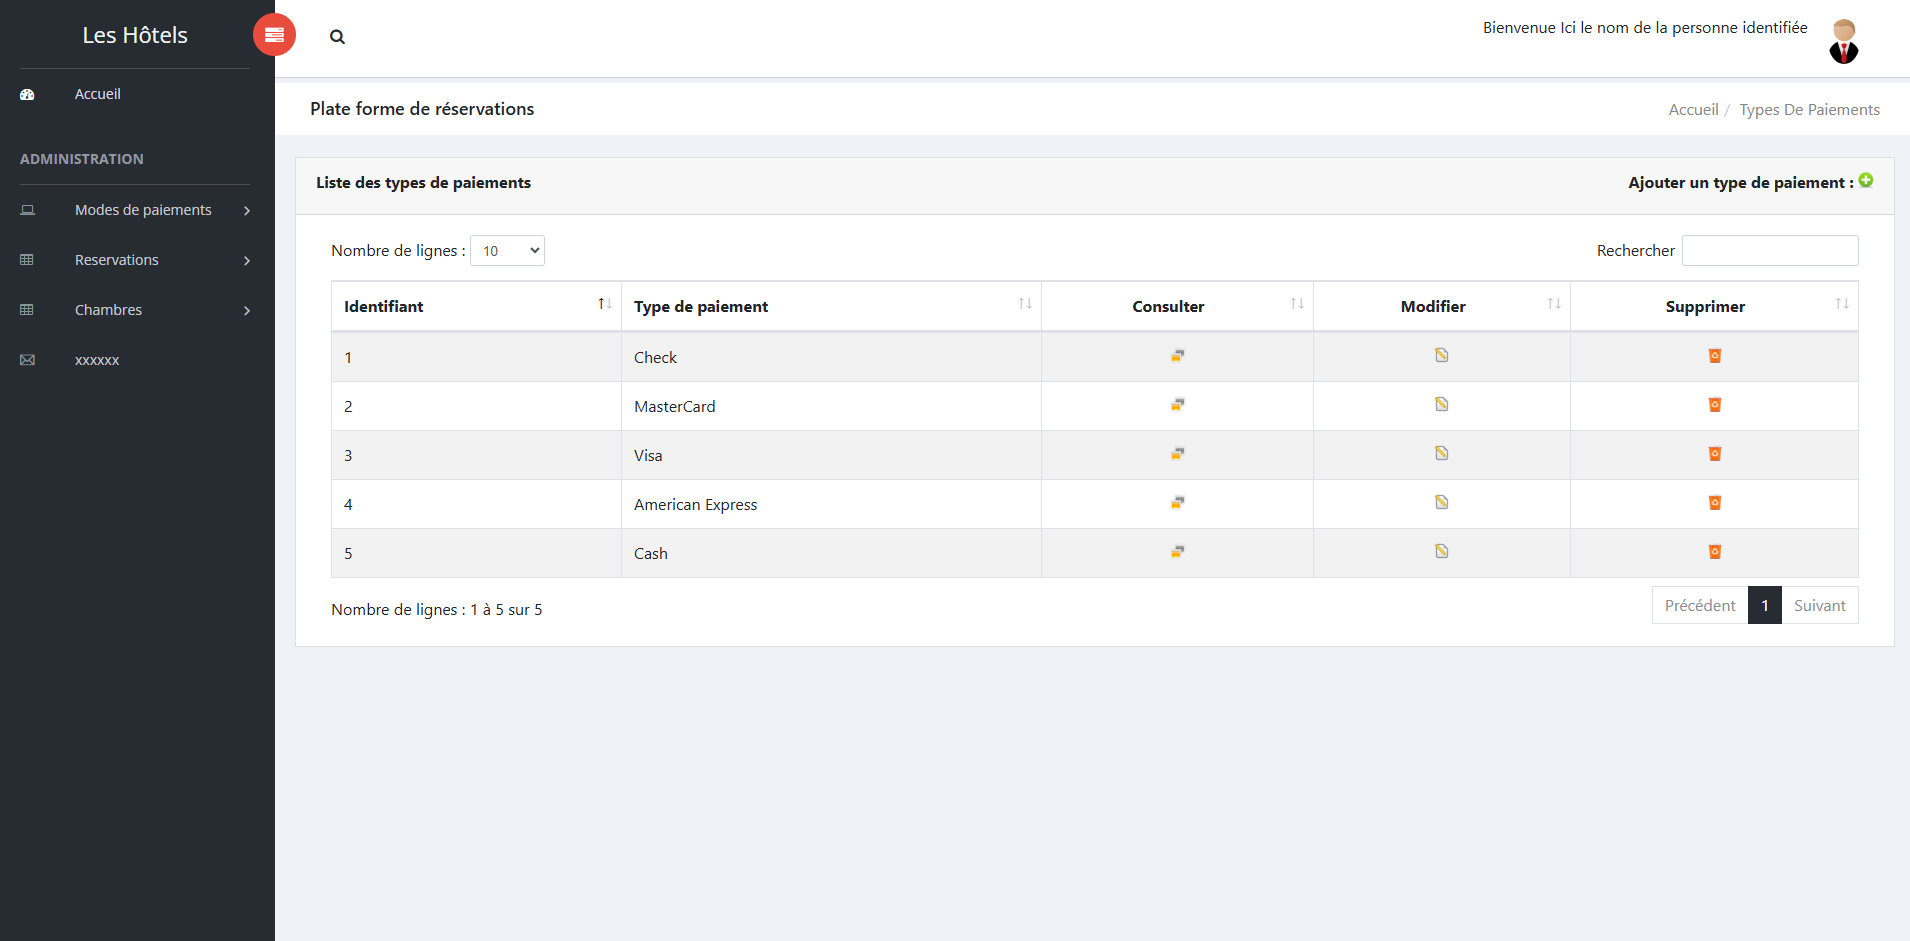 Les Hôtels
Bienvenue Ici le nom de la personne identifiée
Accueil
ADMINISTRATION
Modes de paiements
Reservations
Chambres
xxxxxx
Plate forme de réservations
Accueil / Types De Paiements
Liste des types de paiements
Ajouter un type de paiement :
Nombre de lignes : 10
Rechercher
Identifiant Type de paiement Consulter Modifier Supprimer
1 Check
2 MasterCard
3 Visa
4 American Express
5 Cash
Nombre de lignes : 1 à 5 sur 5
Précédent 1 Suivant